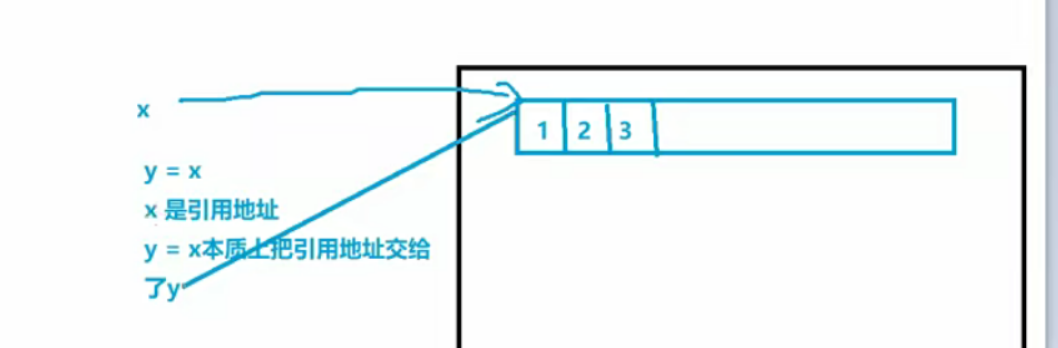 x
1 2 3
y = x
x 是引用地址
y = x本质上把引用地址交给
了y